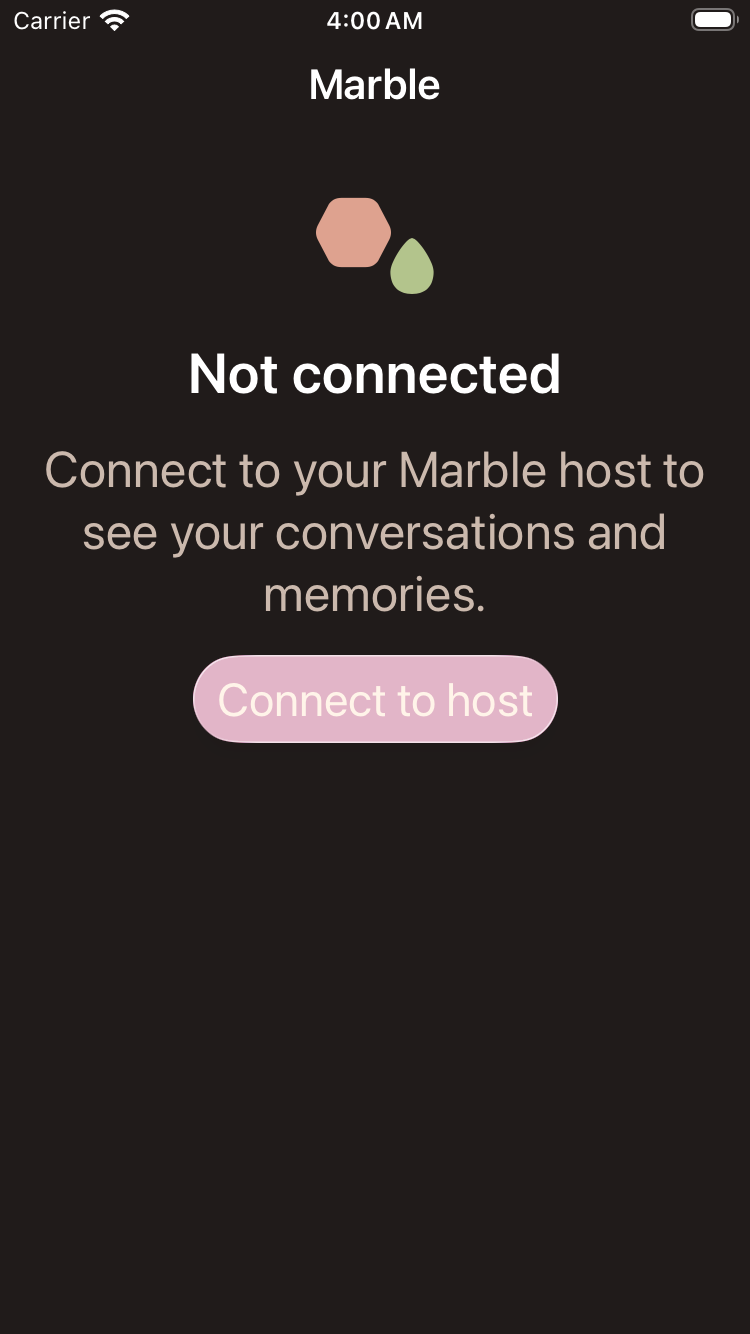 Carrier 4:00 AM
Marble
Not connected
Connect to your Marble host to
see your conversations and
memories.
Connect to host